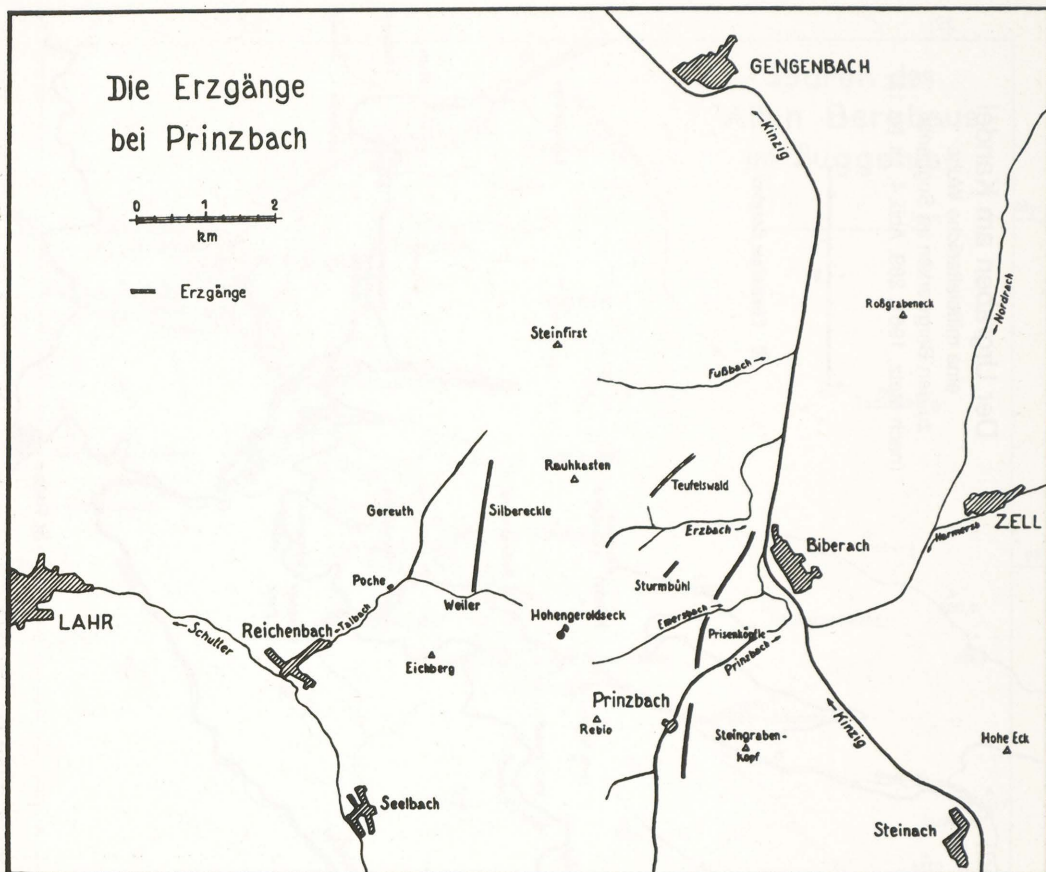 Die Erzgänge
bei Prinzbach
0 1 2
km
Erzgänge
GENGENBACH
←Kinzig
Roßgrabeneck
←Nordrach
Steinfirst
Fußbach→
Rauhkasten
Teufelswald
Gereuth
Silbereckle
Erzbach→
ZELL
Biberach
Poche
Sturmbühl
Weiler
LAHR
←Schutter
Reichenbach
Talbach
Hohengeroldseck
Emersbach→
Prisenköpfle
Prinzbach→
Eichberg
Prinzbach
Rebio
Steingraben-
kopf
←Kinzig
Hohe Eck
Seelbach
Steinach